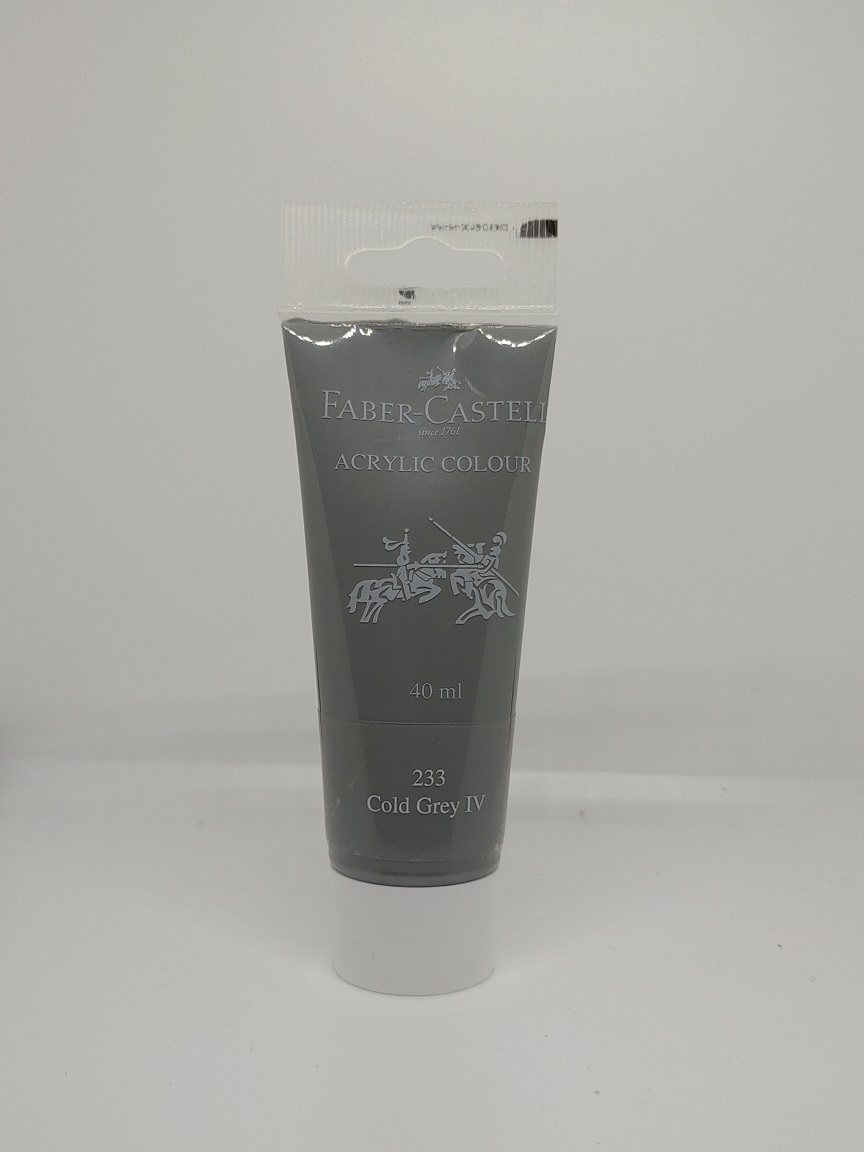 FABER-CASTELL
since 1761
ACRYLIC COLOUR
40 ml
233
Cold Grey IV